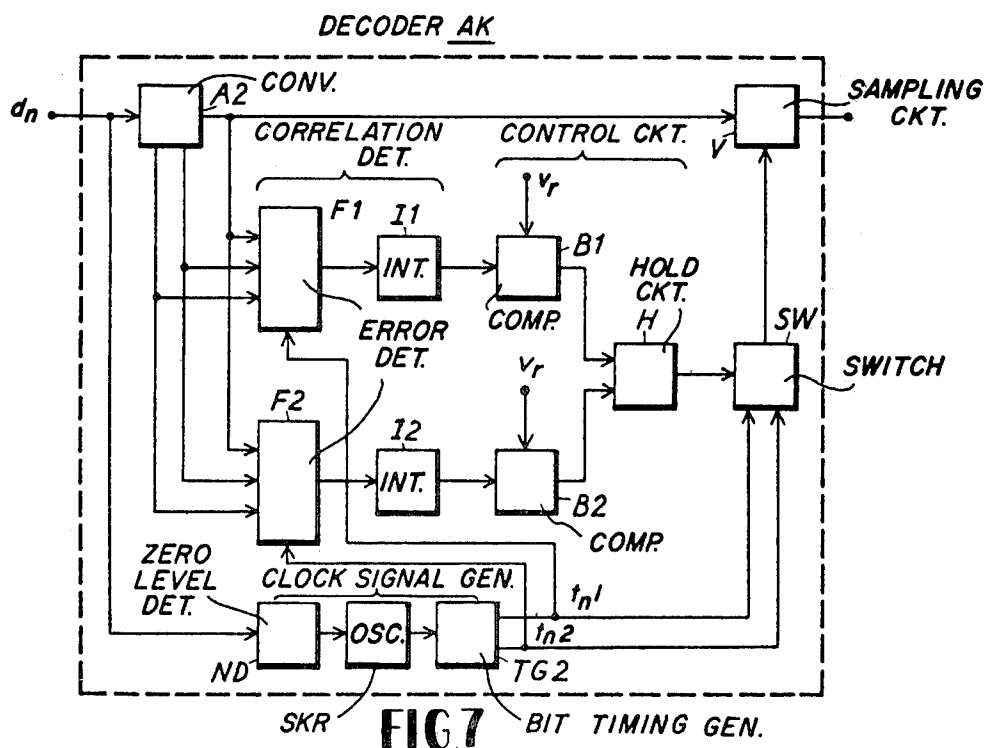 DECODER AK
CONV.
A2
dn
SAMPLING
CKT.
V
CORRELATION
DET.
CONTROL CKT.
vr
F1
I1
INT.
B1
COMP.
HOLD
CKT.
H
SW
SWITCH
ERROR
DET.
vr
F2
I2
INT.
B2
COMP.
ZERO
LEVEL
DET.
CLOCK SIGNAL GEN.
tn1
tn2
OSC.
ND
TG2
SKR
FIG.7
BIT TIMING GEN.